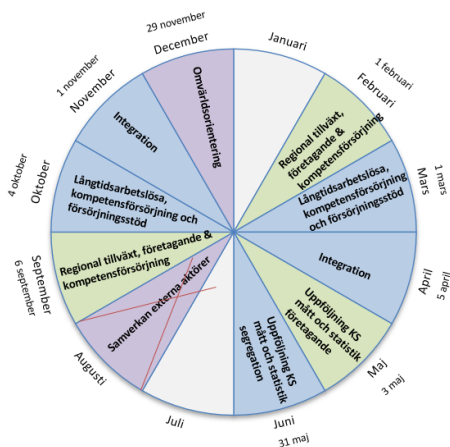 Januari
1 februari
Februari
Regional tillväxt,
företagande &
kompetensförsörjning
1 mars
Mars
Långtidsarbetslösa,
kompetensförsörjning
och försörjningsstöd
April
5 april
Integration
Maj
3 maj
Uppföljning KS
mått och statistik
företagande
Juni
31 maj
Uppföljning KS
mått och statistik
segregation
Juli
Augusti
Samverkan externa aktörer
September
6 september
Regional tillväxt, företagande &
kompetensförsörjning
4 oktober
Oktober
Långtidsarbetslösa,
kompetensförsörjning och
försörjningsstöd
1 november
November
Integration
29 november
December
Omvärldsorientering